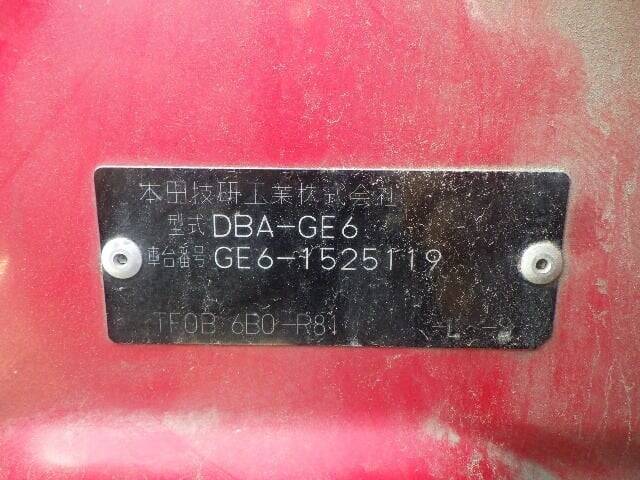 本田技研工業株式会社
型式 DBA-GE6
車台番号 GE6-1525119
TF0B 6B0-R81